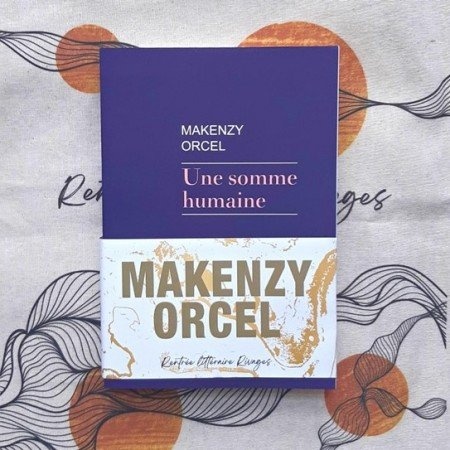 MAKENZY
ORCEL
Une somme
humaine
MAKENZY
ORCEL
Rentrée littéraire Rivages